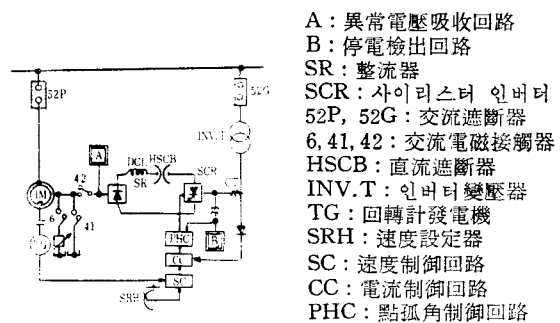 A : 異常電壓吸收回路
B : 停電檢出回路
SR : 整流器
SCR : 사이리스터 인버터
52P, 52G : 交流遮斷器
6, 41, 42 : 交流電磁接觸器
HSCB : 直流遮斷器
INV.T : 인버터變壓器
TG : 回轉計發電機
SRH : 速度設定器
SC : 速度制御回路
CC : 電流制御回路
PHC : 點弧角制御回路
52P
52G
INV.T
A
DCL
HSCB
SR
SCR
42
IM
6
41
PHC
B
CC
SC
SRH